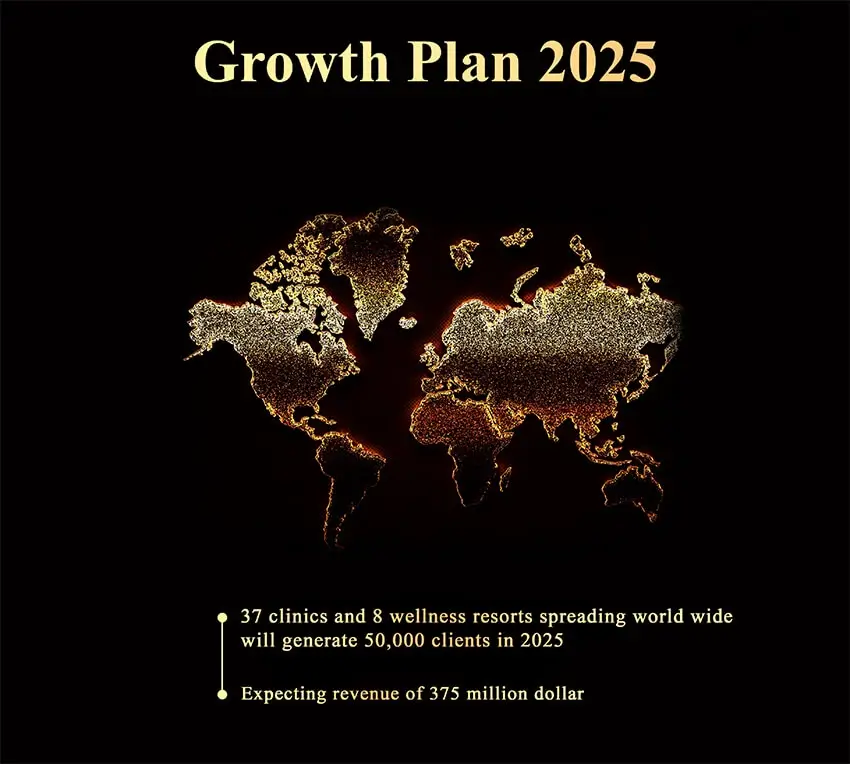 Growth Plan 2025
37 clinics and 8 wellness resorts spreading world wide
will generate 50,000 clients in 2025
Expecting revenue of 375 million dollar